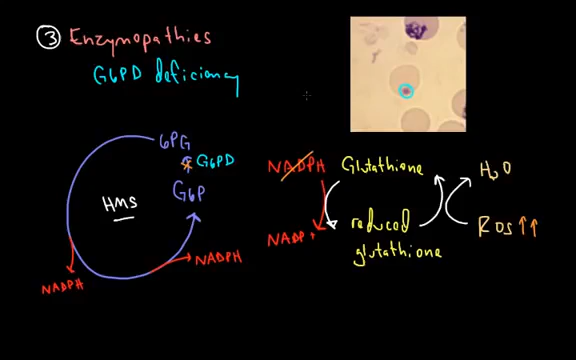 3 Enzymopathies
G6PD deficiency
6PG
G6PD
G6P
HMS
NADPH
NADPH
NADPH
Glutathione
H₂O
NADP+
reduced
glutathione
ROS ↑↑